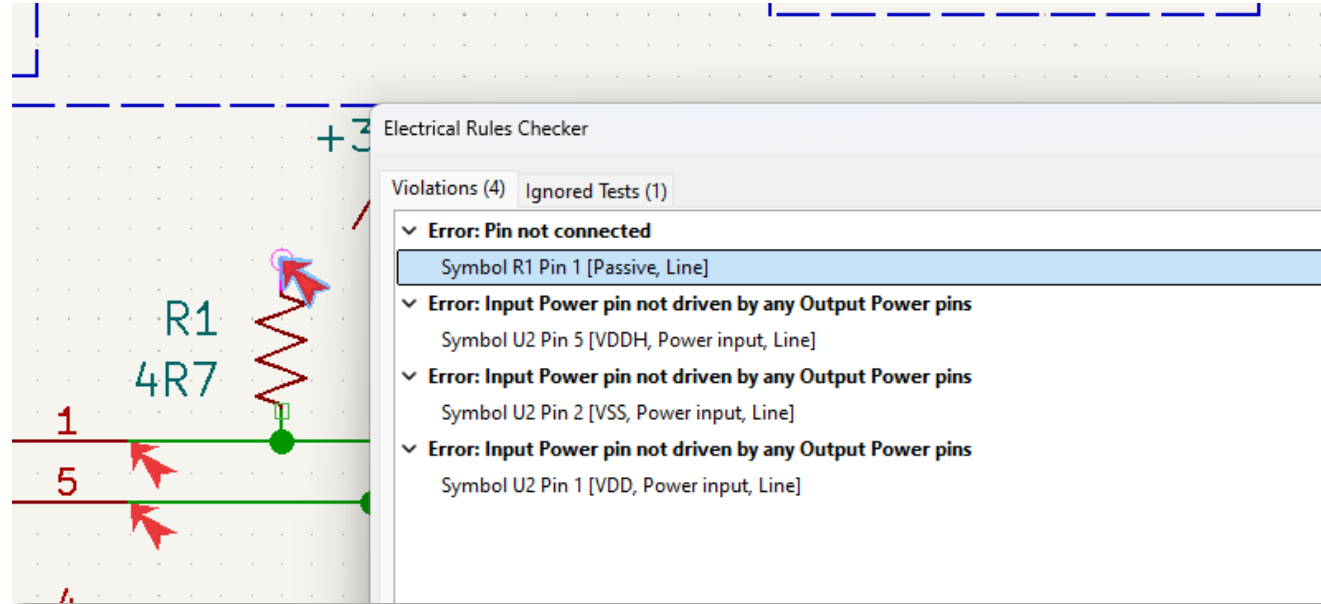 +3
Electrical Rules Checker
Violations (4) Ignored Tests (1)
Error: Pin not connected
Symbol R1 Pin 1 [Passive, Line]
Error: Input Power pin not driven by any Output Power pins
Symbol U2 Pin 5 [VDDH, Power input, Line]
Error: Input Power pin not driven by any Output Power pins
Symbol U2 Pin 2 [VSS, Power input, Line]
Error: Input Power pin not driven by any Output Power pins
Symbol U2 Pin 1 [VDD, Power input, Line]
R1
4R7
1
5
4